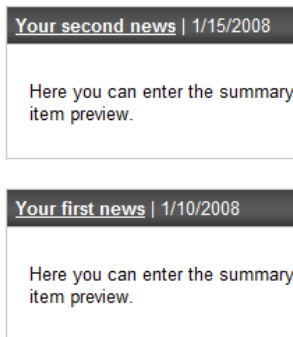 Your second news | 1/15/2008
Here you can enter the summary
item preview.
Your first news | 1/10/2008
Here you can enter the summary
item preview.